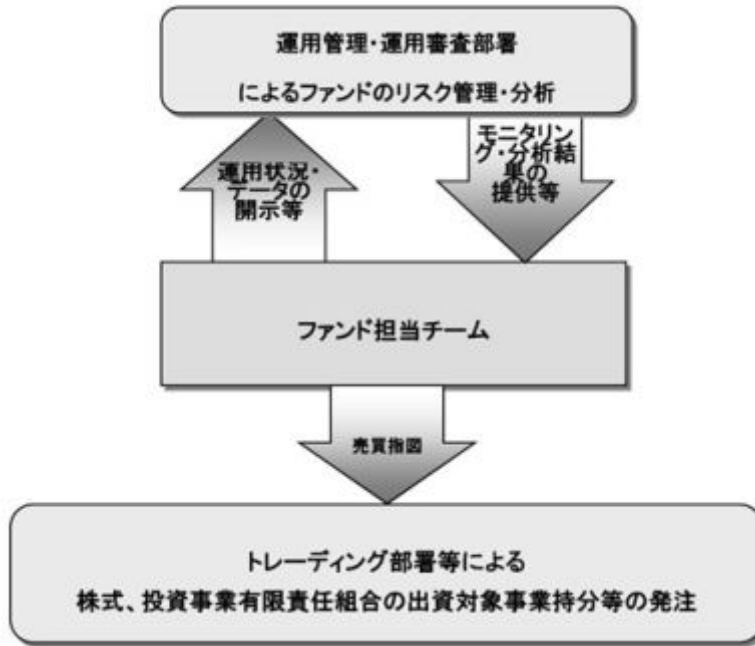 運用管理・運用審査部署
によるファンドのリスク管理・分析
運用状況・
データの
開示等
モニタリン
グ・分析結
果の
提供等
ファンド担当チーム
売買指図
トレーディング部署等による
株式、投資事業有限責任組合の出資対象事業持分等の発注